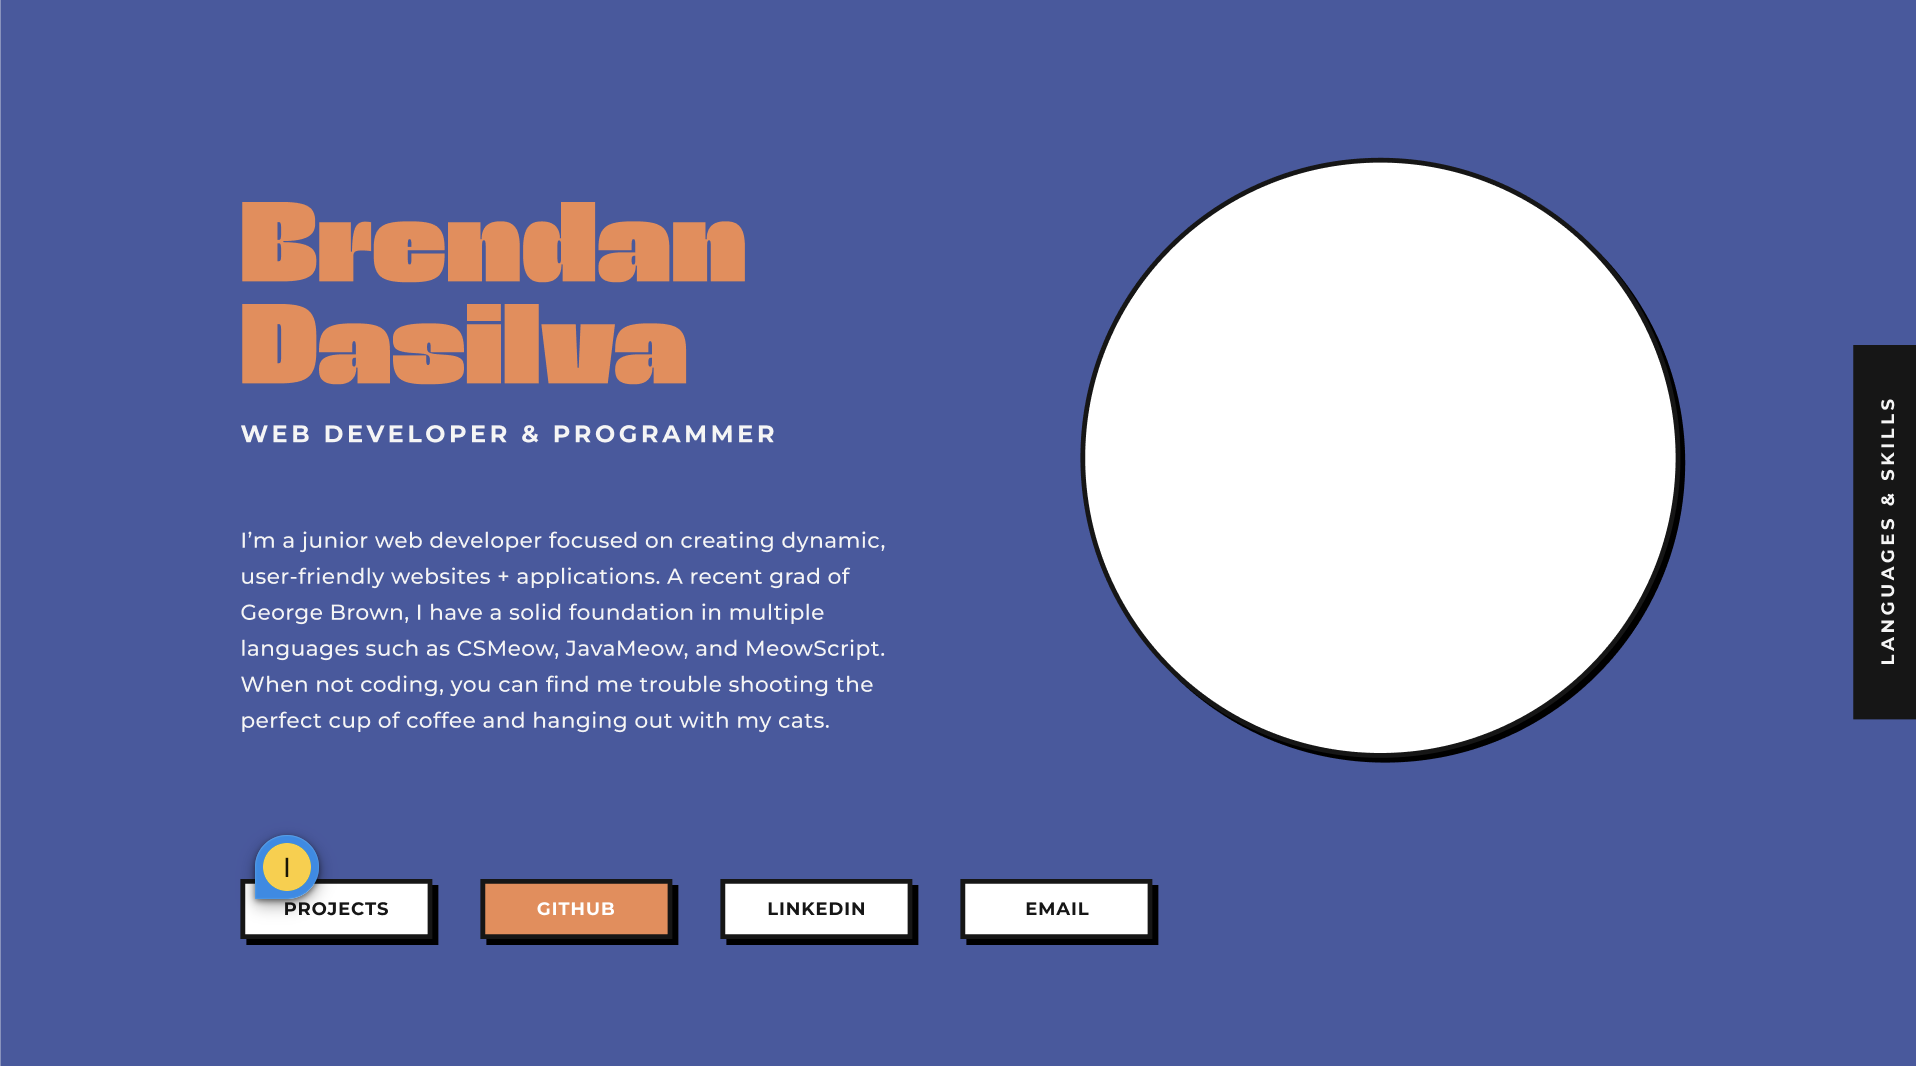 Brendan
Dasilva
WEB DEVELOPER & PROGRAMMER
I’m a junior web developer focused on creating dynamic,
user-friendly websites + applications. A recent grad of
George Brown, I have a solid foundation in multiple
languages such as CSMeow, JavaMeow, and MeowScript.
When not coding, you can find me trouble shooting the
perfect cup of coffee and hanging out with my cats.
I
PROJECTS
GITHUB
LINKEDIN
EMAIL
LANGUAGES & SKILLS